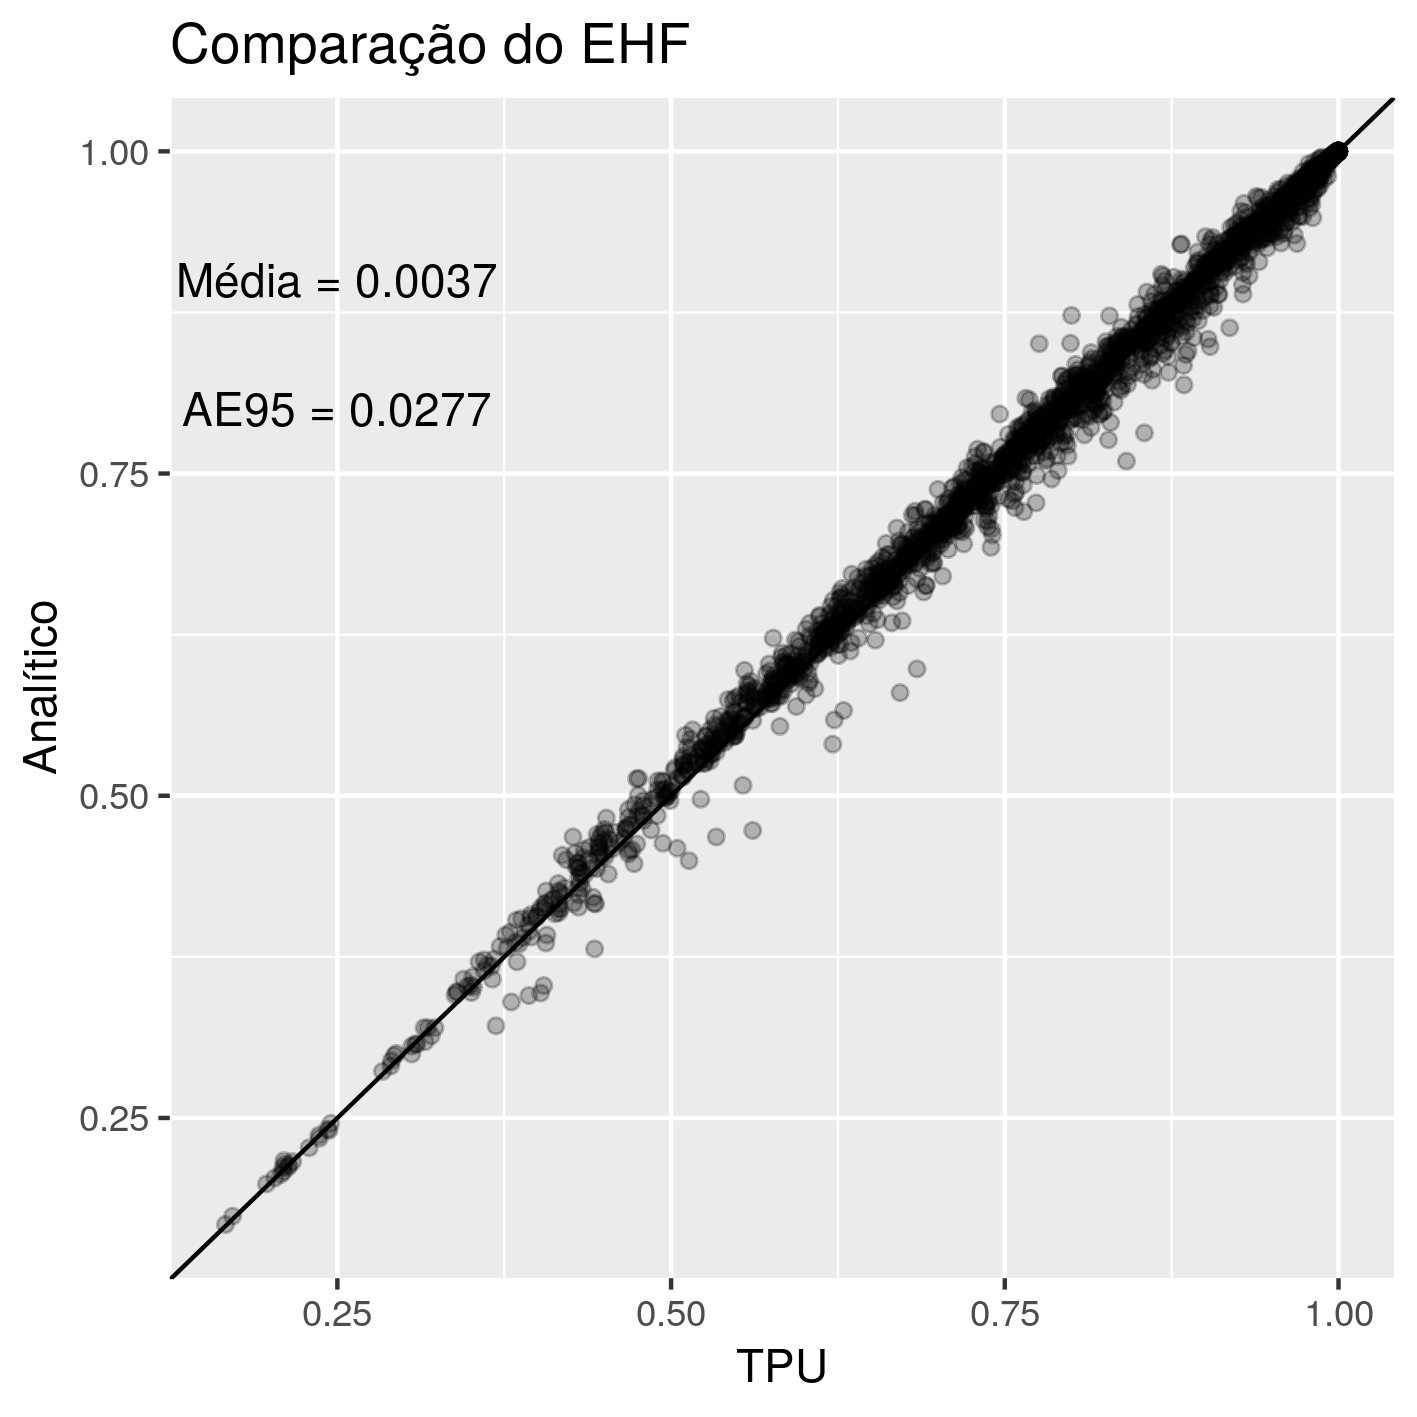 Comparação do EHF
1.00
Média = 0.0037
AE95 = 0.0277
0.75
Analítico
0.50
0.25
0.25 0.50 0.75 1.00
TPU